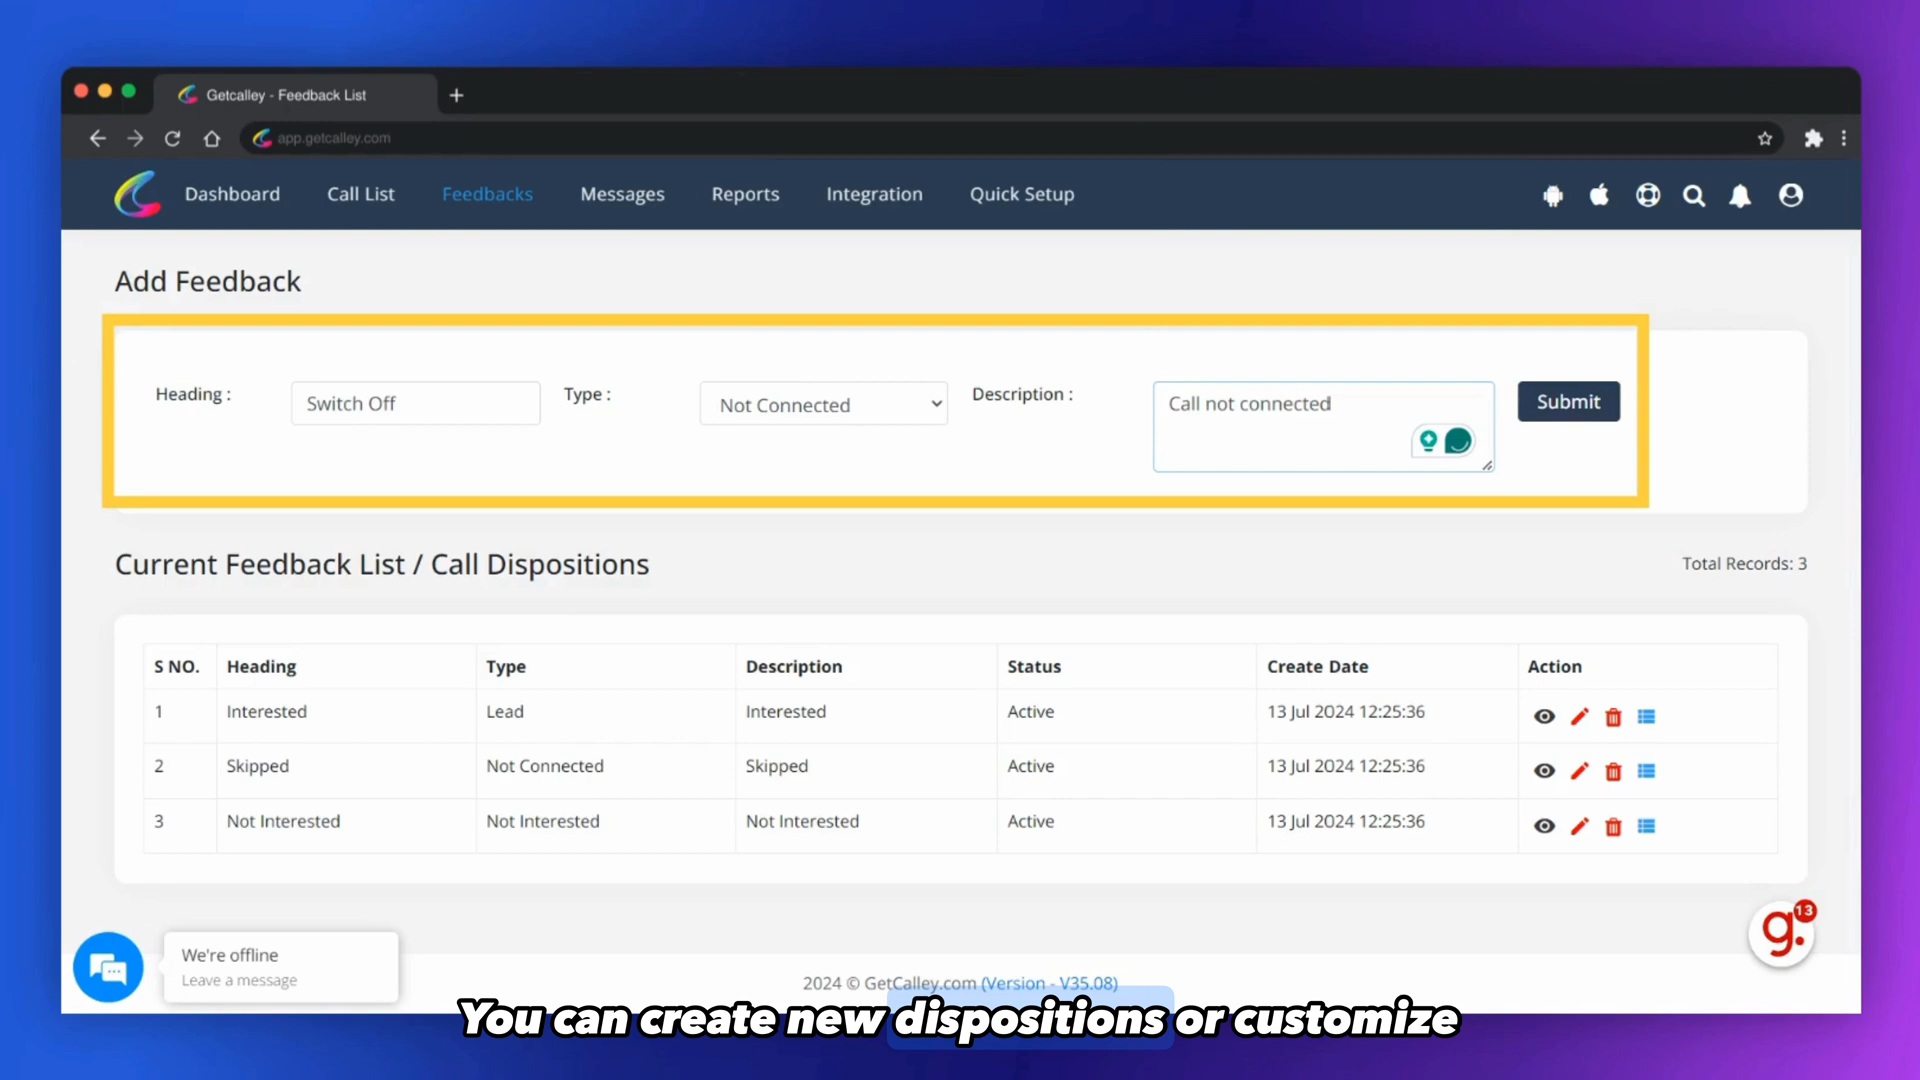 Getcalley - Feedback List
app.getcalley.com
Dashboard Call List Feedbacks Messages Reports Integration Quick Setup
Add Feedback
Heading : Switch Off Type : Not Connected Description : Call not connected Submit
Current Feedback List / Call Dispositions Total Records: 3
S NO. Heading Type Description Status Create Date Action
1 Interested Lead Interested Active 13 Jul 2024 12:25:36
2 Skipped Not Connected Skipped Active 13 Jul 2024 12:25:36
3 Not Interested Not Interested Not Interested Active 13 Jul 2024 12:25:36
g. 13
We're offline
Leave a message
2024 © GetCalley.com (Version - V35.08)
You can create new dispositions or customize